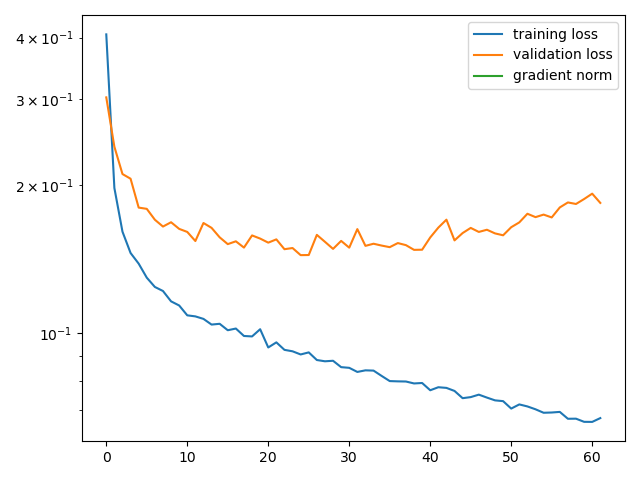 4 × 10⁻¹
3 × 10⁻¹
2 × 10⁻¹
10⁻¹
training loss
validation loss
gradient norm
0 10 20 30 40 50 60